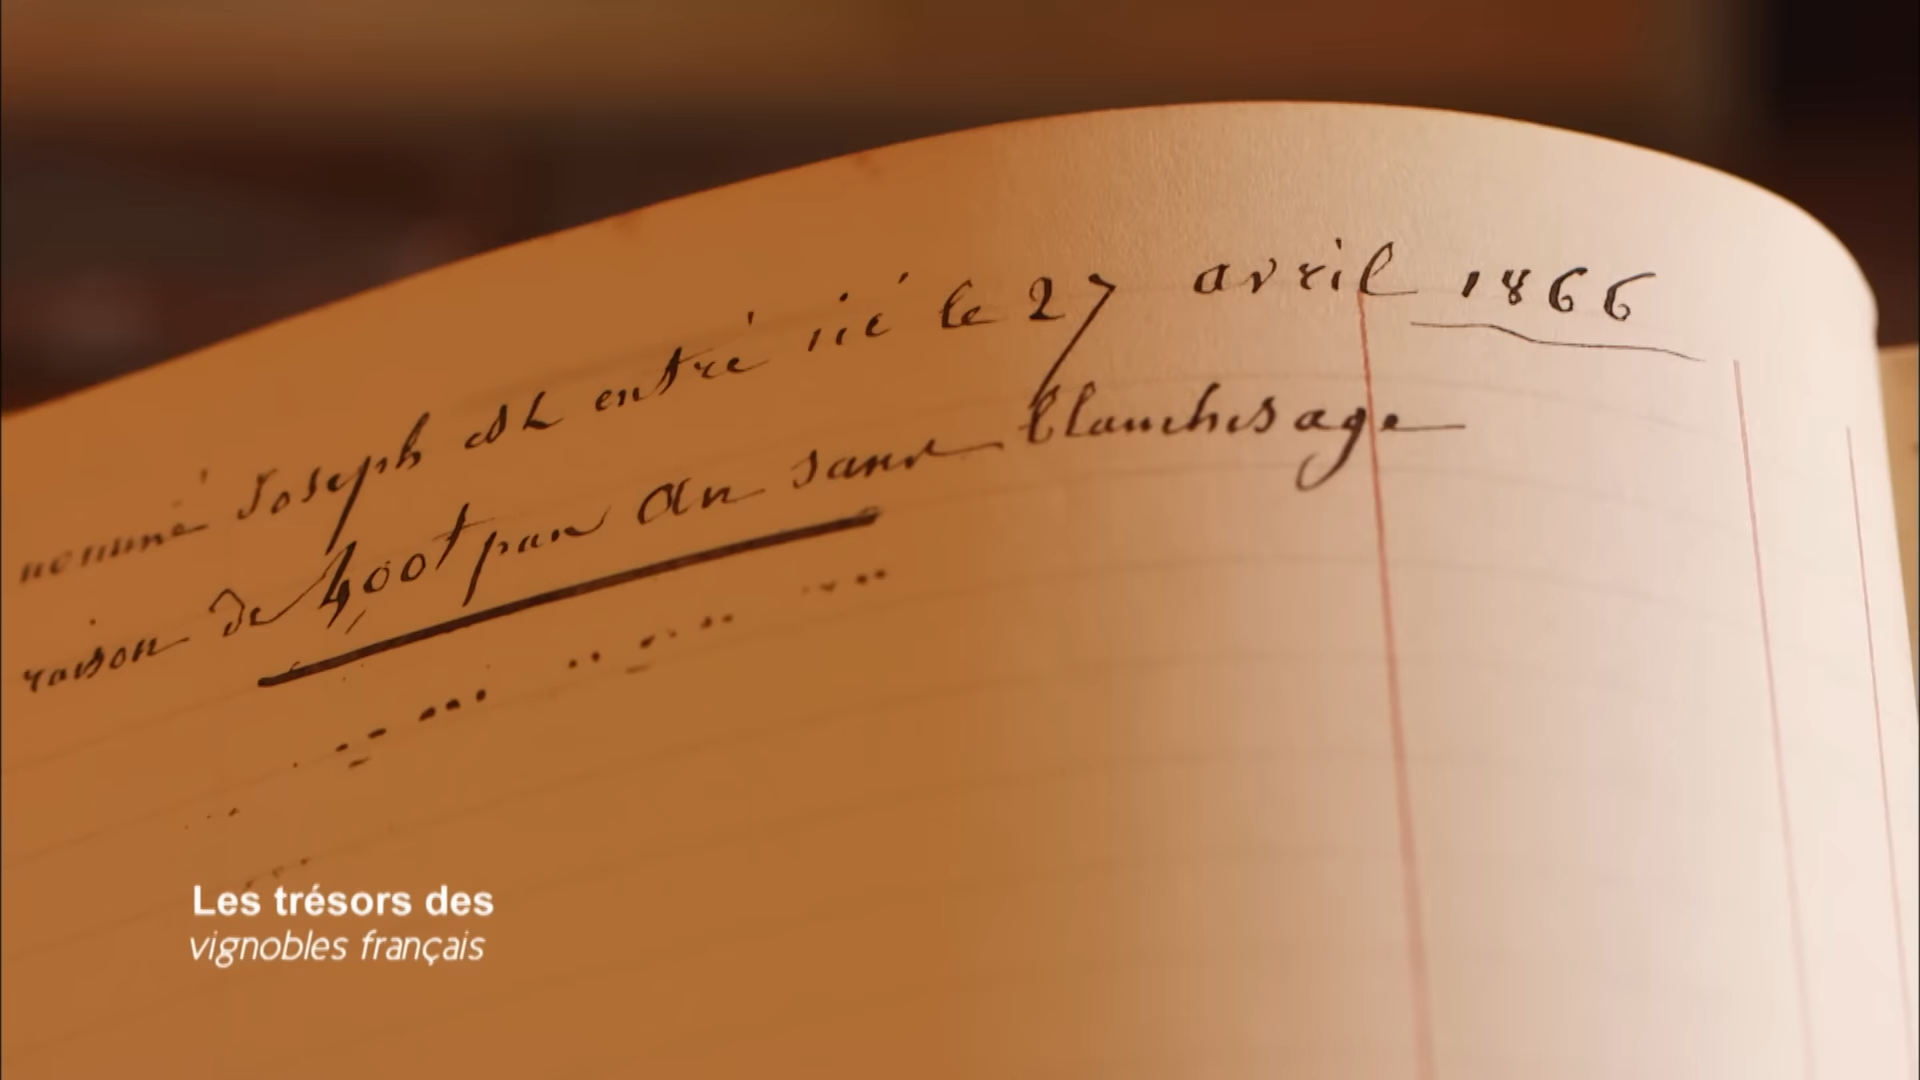 nommé Joseph est entré ici le 27 avril 1866
raison de 400f par an sans blanchisage
Les trésors des
vignobles français